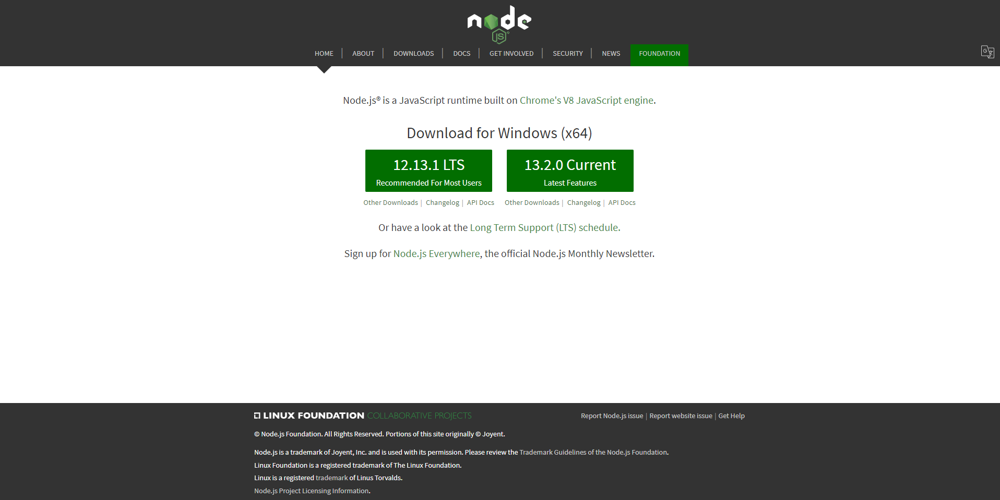 node
JS
HOME | ABOUT | DOWNLOADS | DOCS | GET INVOLVED | SECURITY | NEWS FOUNDATION
Node.js® is a JavaScript runtime built on Chrome's V8 JavaScript engine.
Download for Windows (x64)
12.13.1 LTS
Recommended For Most Users
13.2.0 Current
Latest Features
Other Downloads | Changelog | API Docs
Other Downloads | Changelog | API Docs
Or have a look at the Long Term Support (LTS) schedule.
Sign up for Node.js Everywhere, the official Node.js Monthly Newsletter.
LINUX FOUNDATION COLLABORATIVE PROJECTS
Report Node.js issue | Report website issue | Get Help
© Node.js Foundation. All Rights Reserved. Portions of this site originally © Joyent.
Node.js is a trademark of Joyent, Inc. and is used with its permission. Please review the Trademark Guidelines of the Node.js Foundation.
Linux Foundation is a registered trademark of The Linux Foundation.
Linux is a registered trademark of Linus Torvalds.
Node.js Project Licensing Information.